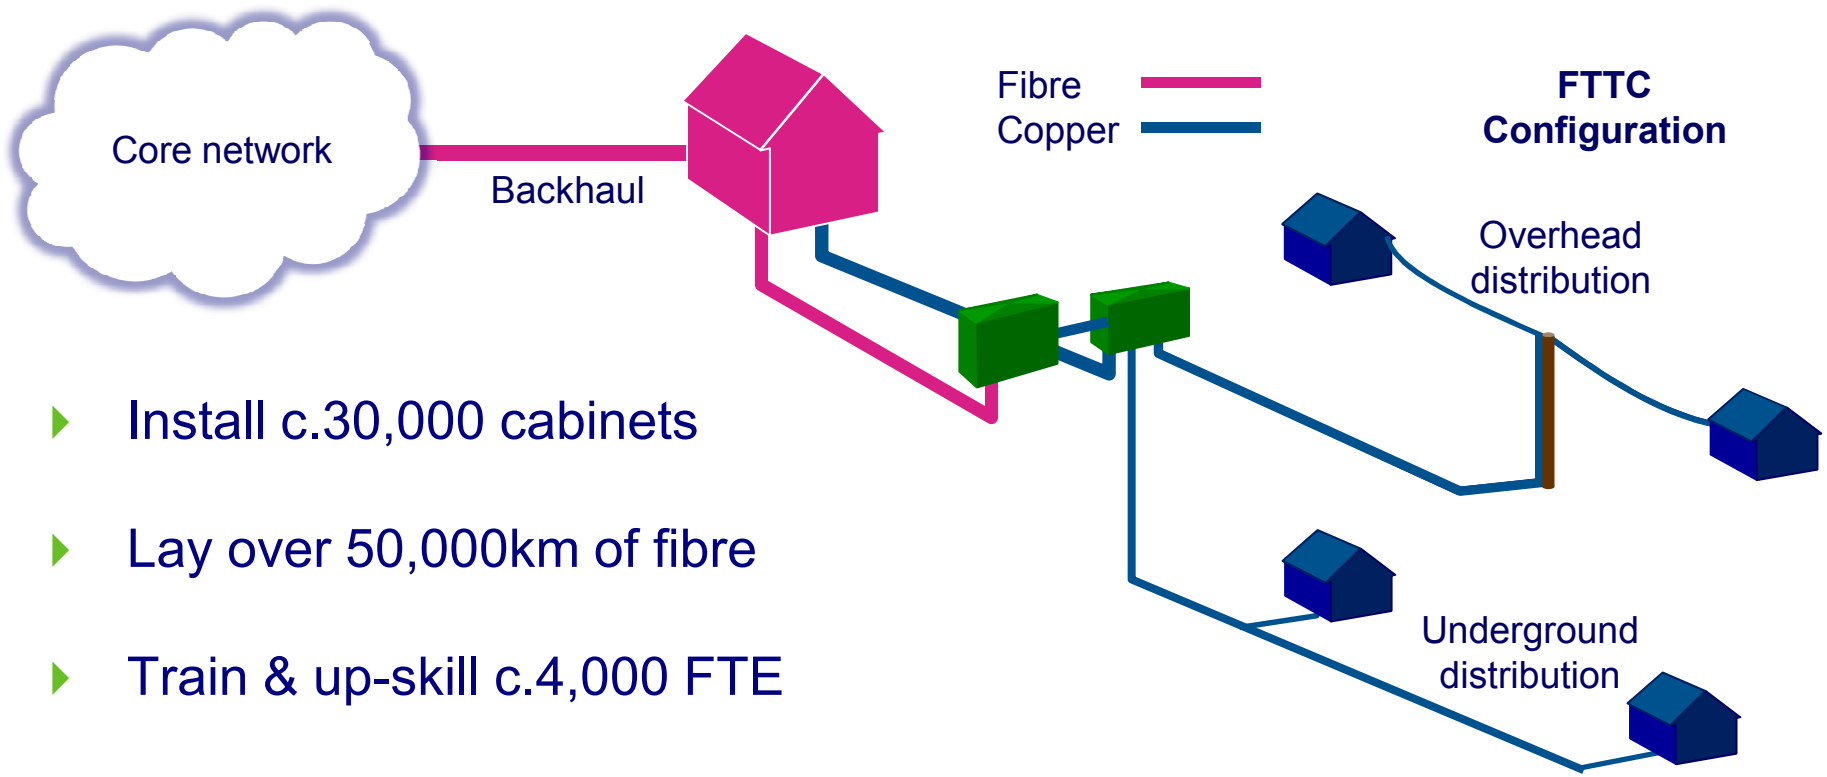 Core network
Backhaul
Fibre
Copper
FTTC
Configuration
Overhead
distribution
Install c.30,000 cabinets
Lay over 50,000km of fibre
Train & up-skill c.4,000 FTE
Underground
distribution